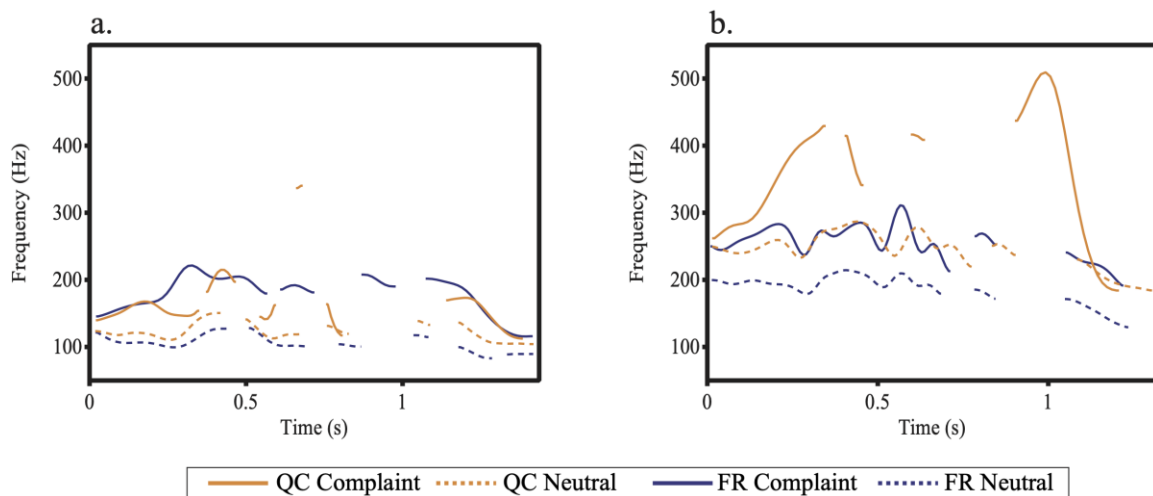 a.
500
400
300
200
100
Frequency (Hz)
0
0.5
1
Time (s)
b.
500
400
300
200
100
Frequency (Hz)
0
0.5
1
Time (s)
QC Complaint QC Neutral FR Complaint FR Neutral